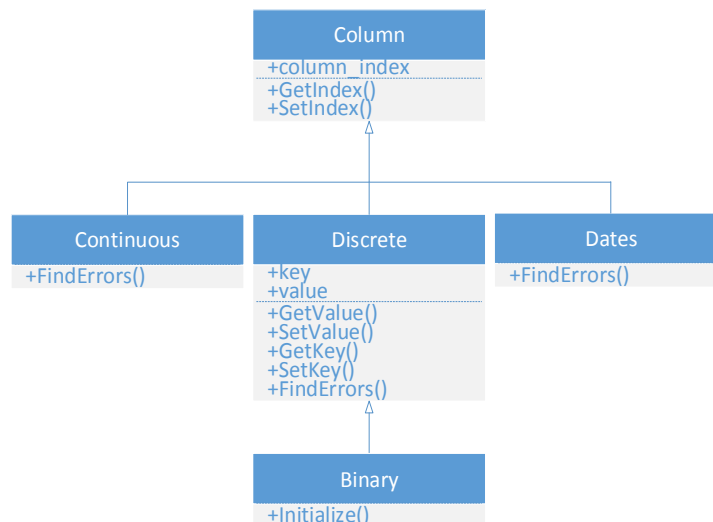 Column
+column_index
+GetIndex()
+SetIndex()
Continuous
+FindErrors()
Discrete
+key
+value
+GetValue()
+SetValue()
+GetKey()
+SetKey()
+FindErrors()
Dates
+FindErrors()
Binary
+Initialize()